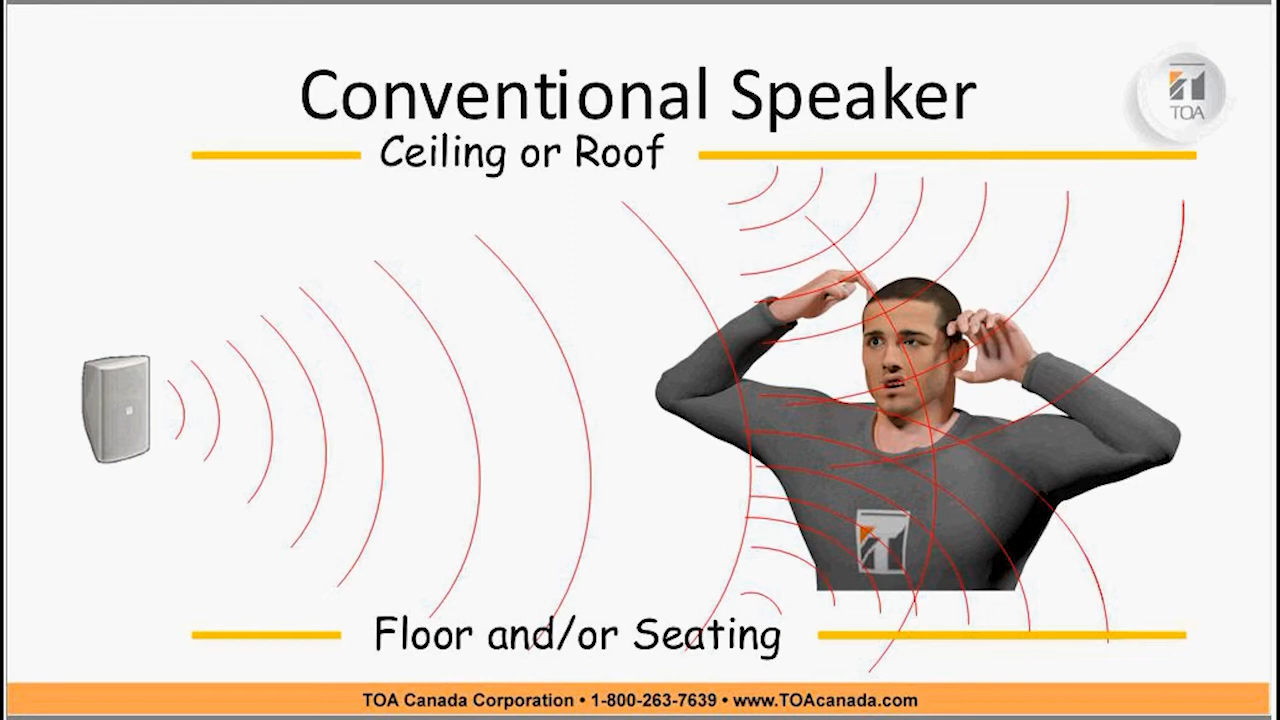 Conventional Speaker
TOA
Ceiling or Roof
Floor and/or Seating
TOA Canada Corporation • 1-800-263-7639 • www.TOAcanada.com